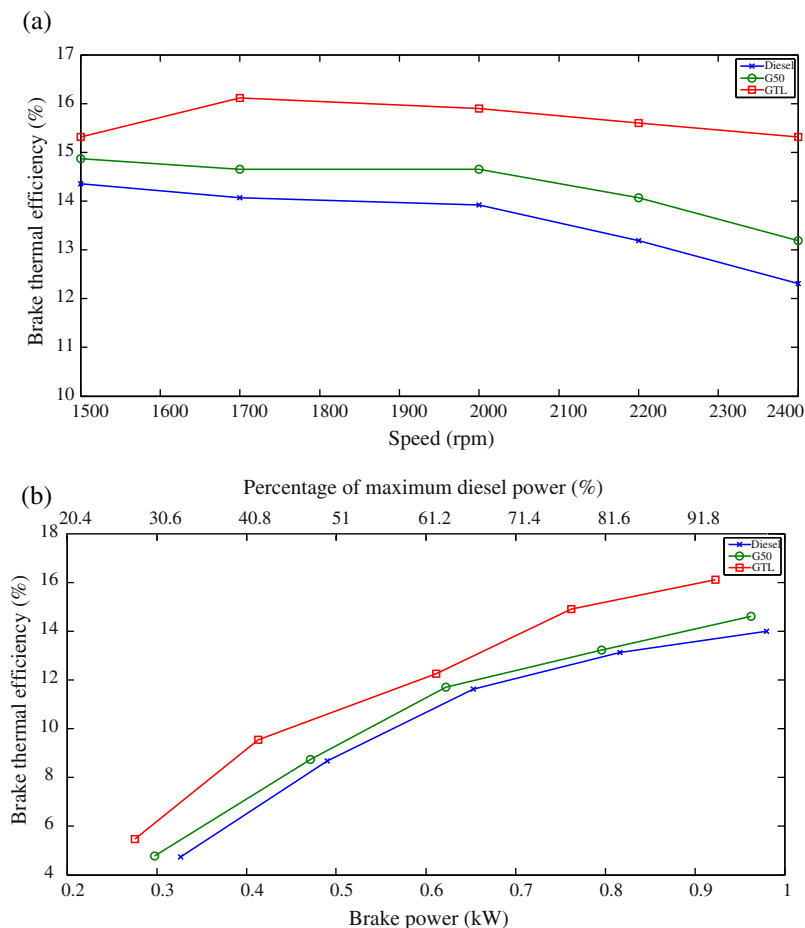 (a)
17
16
15
14
13
12
11
10
Brake thermal efficiency (%)
Diesel
G50
GTL
1500 1600 1700 1800 1900 2000 2100 2200 2300 2400
Speed (rpm)
(b)
Percentage of maximum diesel power (%)
20.4 30.6 40.8 51 61.2 71.4 81.6 91.8
18
16
14
12
10
8
6
4
Brake thermal efficiency (%)
Diesel
G50
GTL
0.2 0.3 0.4 0.5 0.6 0.7 0.8 0.9 1
Brake power (kW)